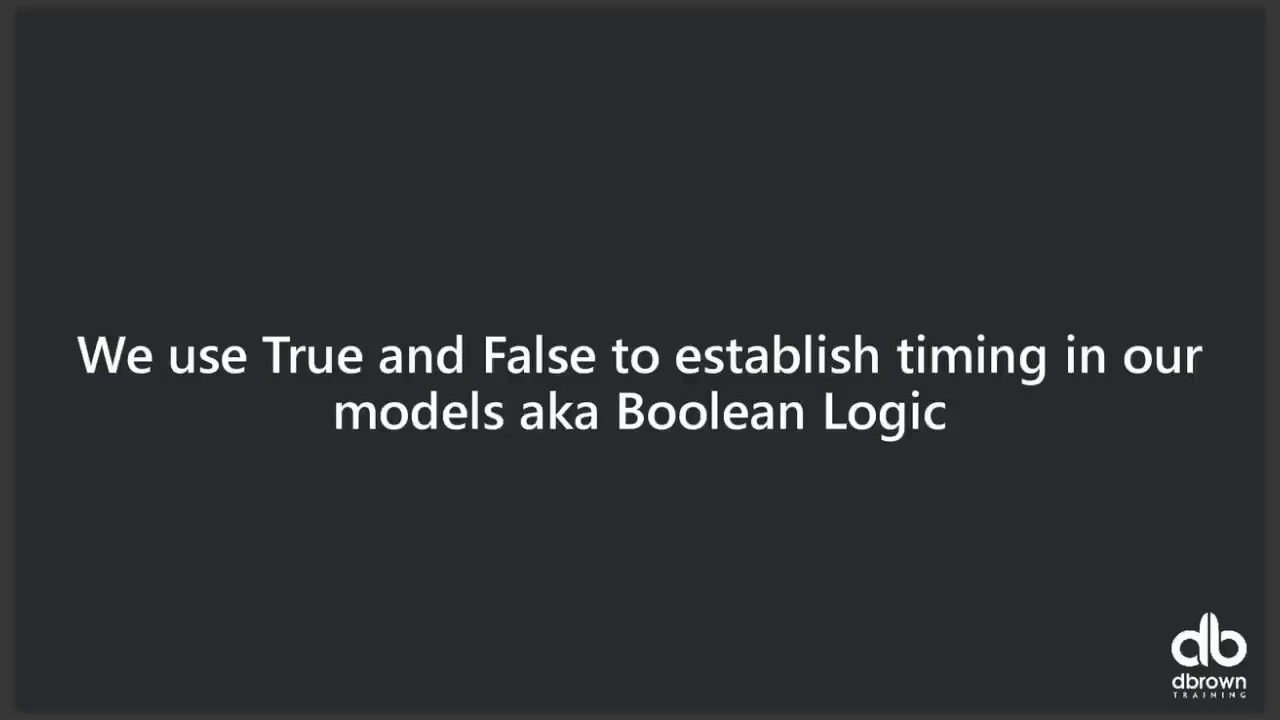 We use True and False to establish timing in our
models aka Boolean Logic
db
dbrown
TRAINING